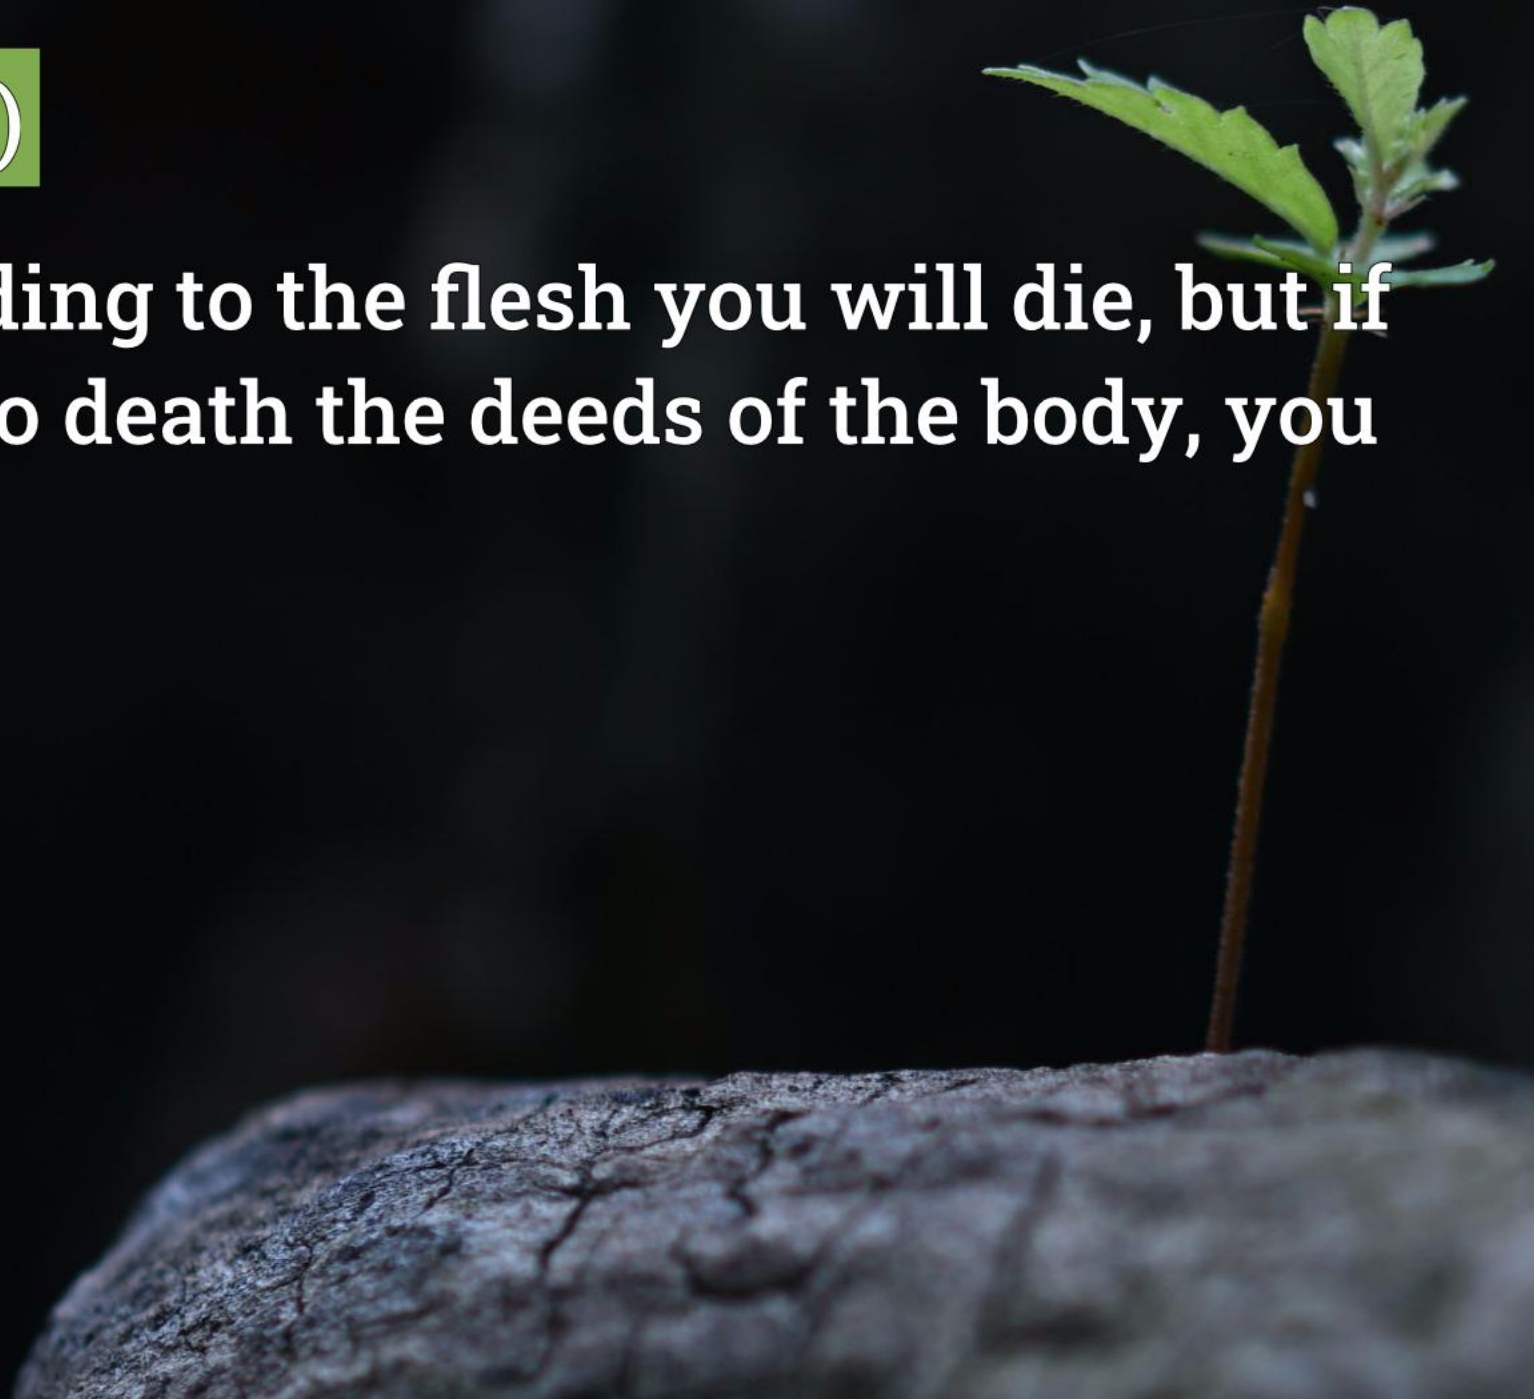 )
ding to the flesh you will die, but if
o death the deeds of the body, you